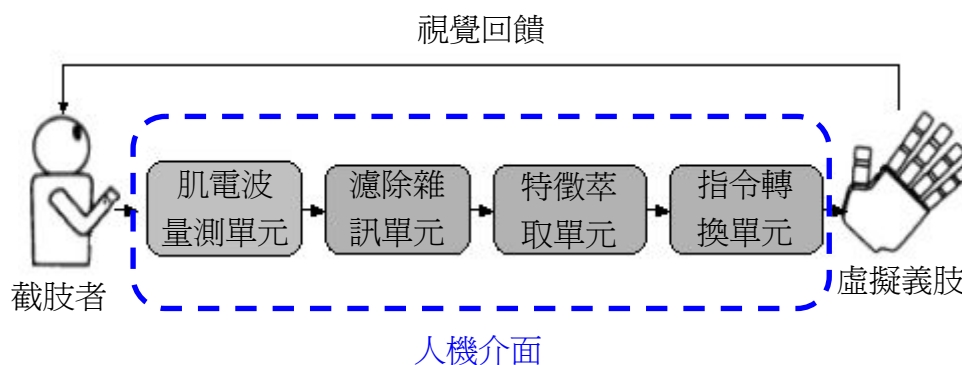 視覺回饋
肌電波
量測單元
濾除雜
訊單元
特徵萃
取單元
指令轉
換單元
截肢者
虛擬義肢
人機介面